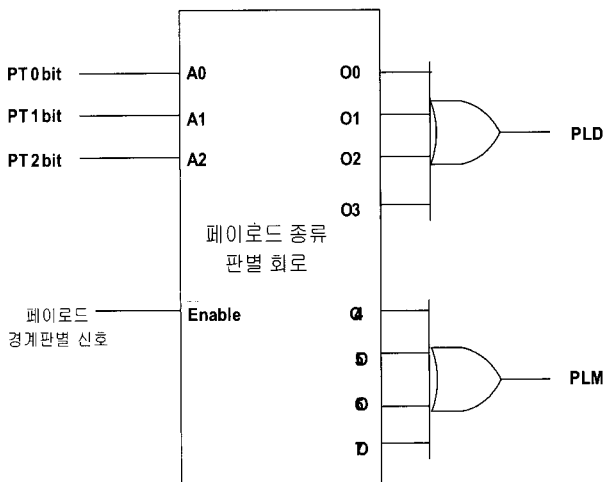 PT0bit
A0
O0
PT1bit
A1
O1
PLD
PT2bit
A2
O2
O3
페이로드 종류
판별 회로
페이로드
경계판별 신호
Enable
PLM